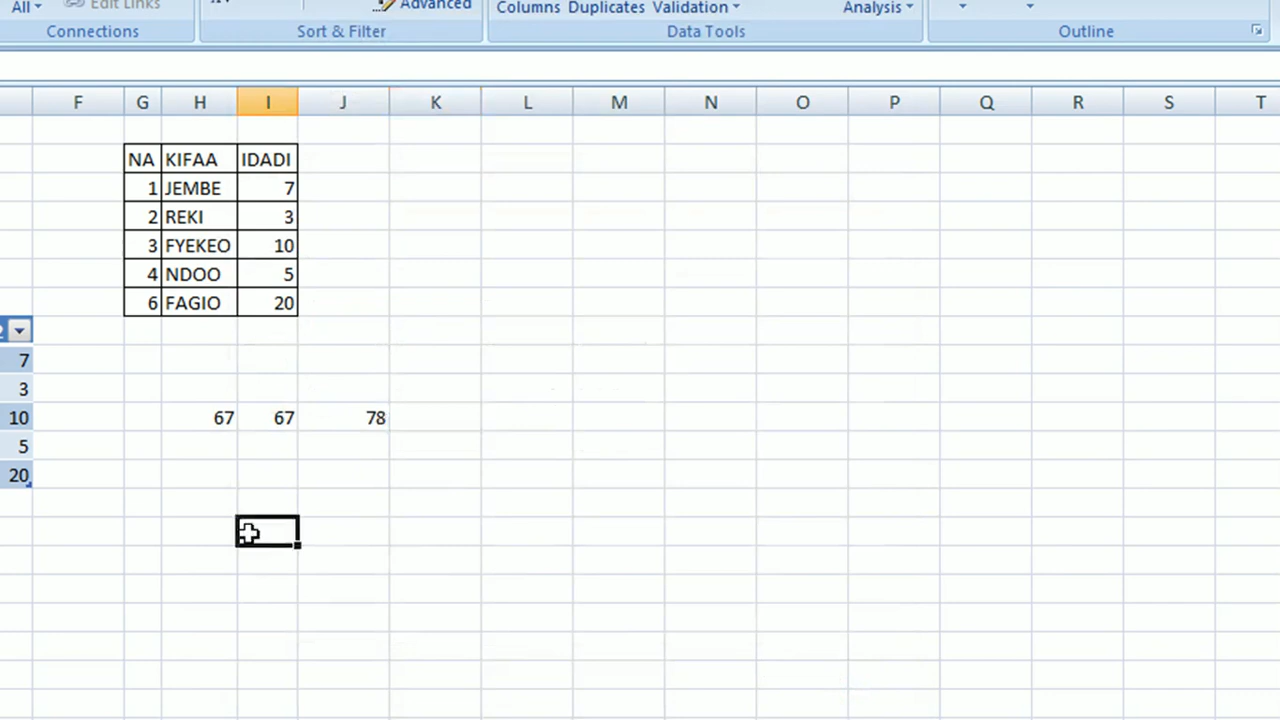 All Edit Links Advanced Columns Duplicates Validation Analysis
Connections Sort & Filter Data Tools Outline
F G H I J K L M N O P Q R S T
NA KIFAA IDADI
1 JEMBE 7
2 REKI 3
3 FYEKEO 10
4 NDOO 5
6 FAGIO 20
7
3
10 67 67 78
5
20